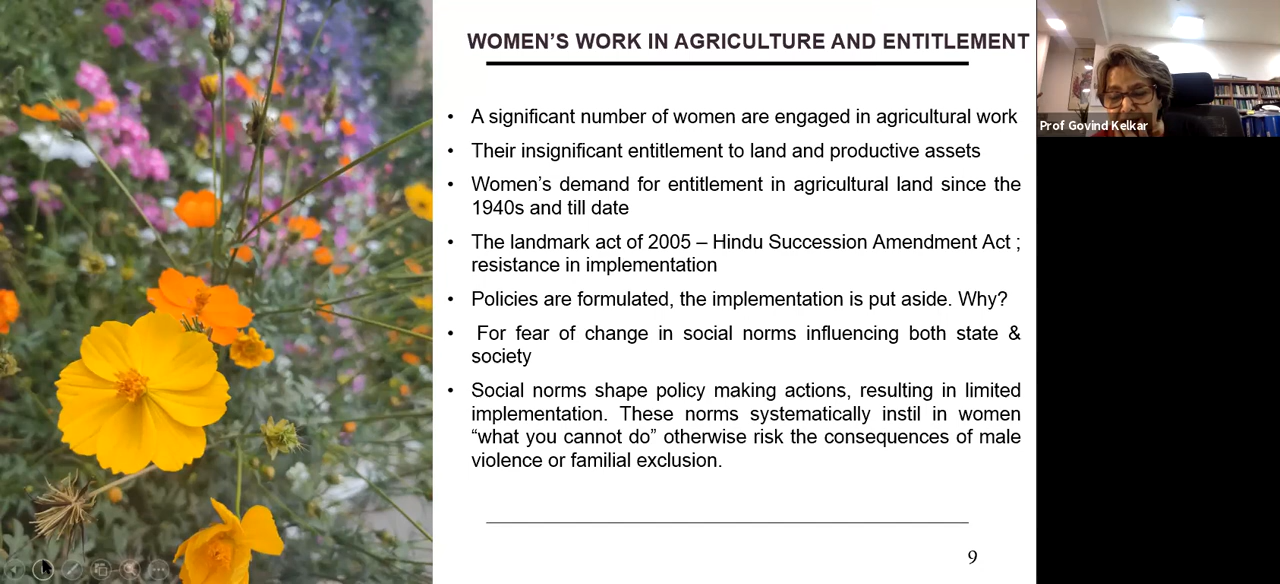 WOMEN’S WORK IN AGRICULTURE AND ENTITLEMENT
• A significant number of women are engaged in agricultural work
• Their insignificant entitlement to land and productive assets
• Women’s demand for entitlement in agricultural land since the
1940s and till date
• The landmark act of 2005 – Hindu Succession Amendment Act ;
resistance in implementation
• Policies are formulated, the implementation is put aside. Why?
• For fear of change in social norms influencing both state &
society
• Social norms shape policy making actions, resulting in limited
implementation. These norms systematically instil in women
“what you cannot do” otherwise risk the consequences of male
violence or familial exclusion.
9
Prof Govind Kelkar